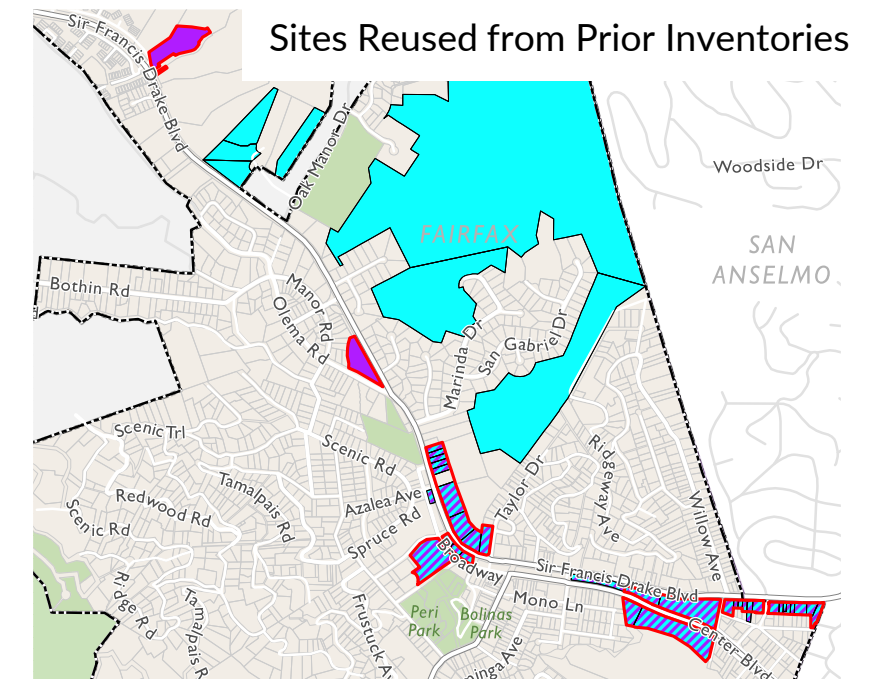 Sites Reused from Prior Inventories
Sir Francis Drake Blvd
Oak Manor Dr
Woodside Dr
FAIRFAX
SAN
ANSELMO
Bothin Rd
Manor Rd
Olema Rd
Marinda Dr
San Gabriel Dr
Scenic Trl
Scenic Rd
Ridgeway Ave
Taylor Dr
Tamalpais Rd
Azalea Ave
Redwood Rd
Scenic Rd
Spruce Rd
Willow Ave
Broadway
Sir Francis Drake Blvd
Ridge Rd
Tamalpais R
Frustuck A
Mono Ln
Peri
Park
Bolinas
Park
Center Blvd
inga Ave